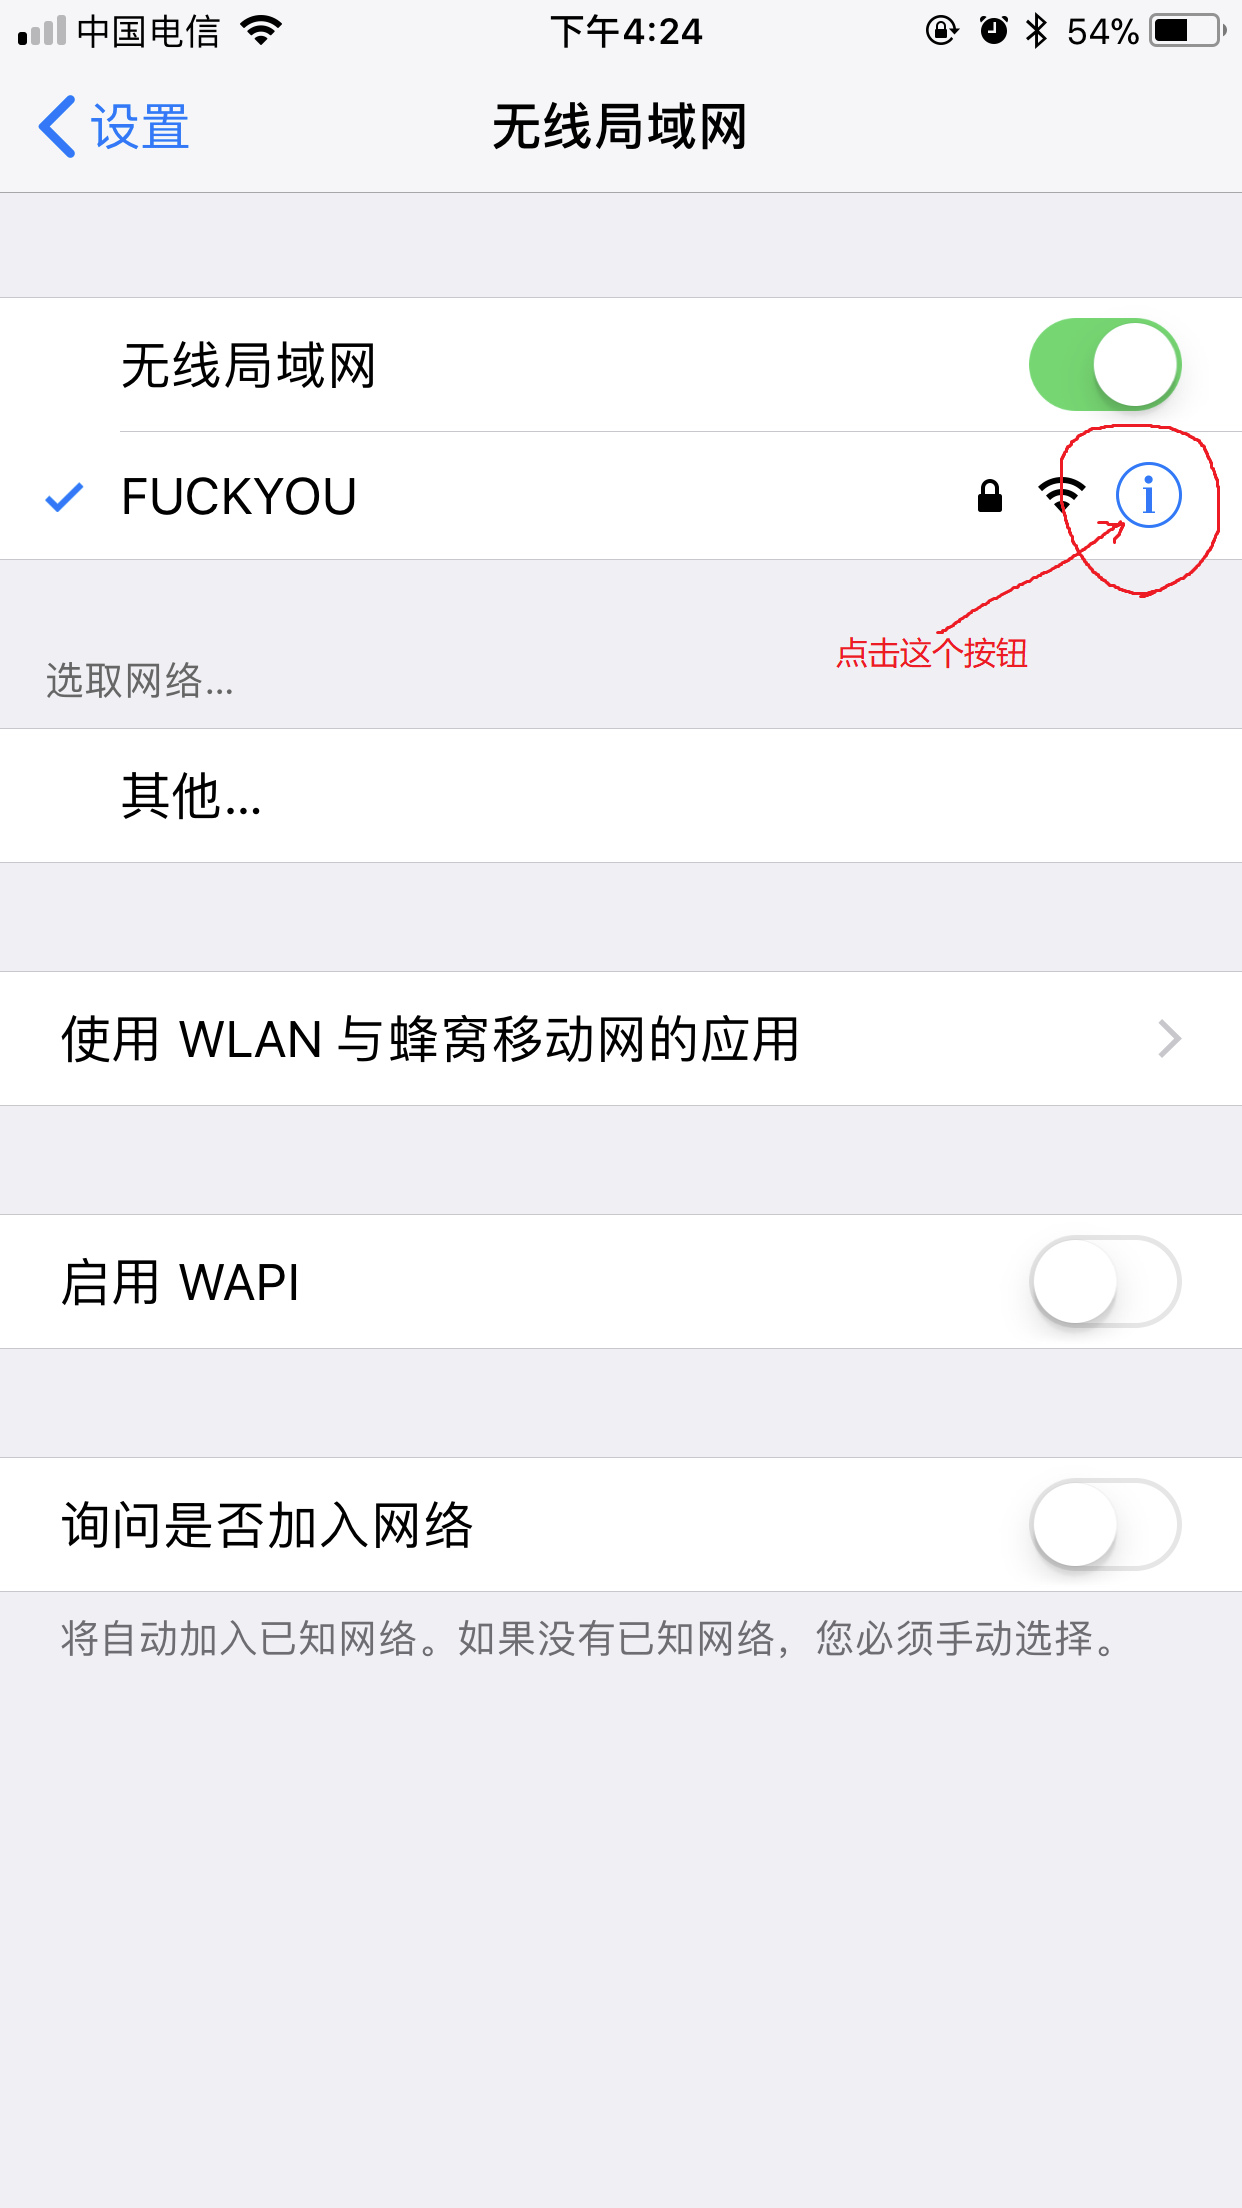 中国电信 下午4:24 54%
设置 无线局域网
无线局域网
FUCKYOU
点击这个按钮
选取网络...
其他...
使用 WLAN 与蜂窝移动网的应用
启用 WAPI
询问是否加入网络
将自动加入已知网络。如果没有已知网络，您必须手动选择。